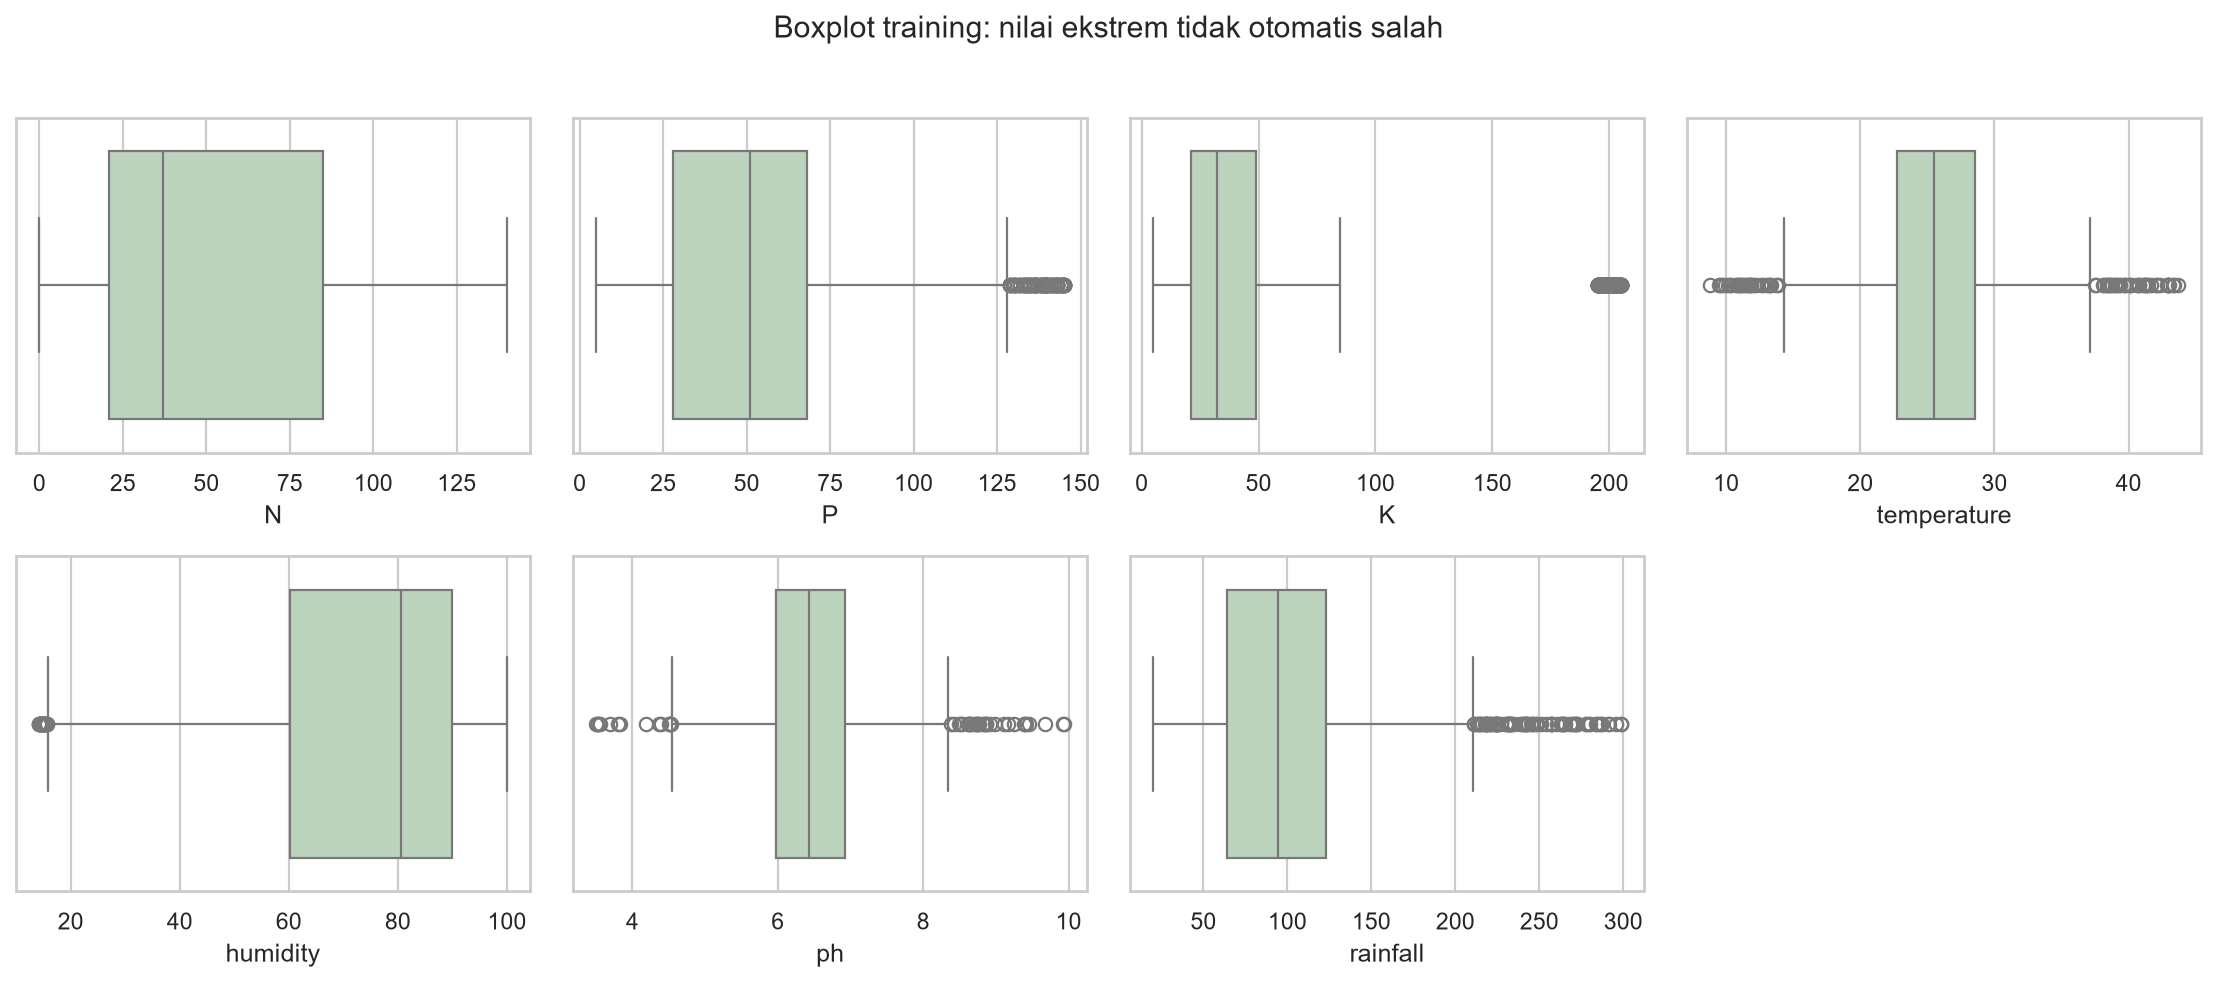 Boxplot training: nilai ekstrem tidak otomatis salah
0 25 50 75 100 125
N
0 25 50 75 100 125 150
P
0 50 100 150 200
K
10 20 30 40
temperature
20 40 60 80 100
humidity
4 6 8 10
ph
50 100 150 200 250 300
rainfall